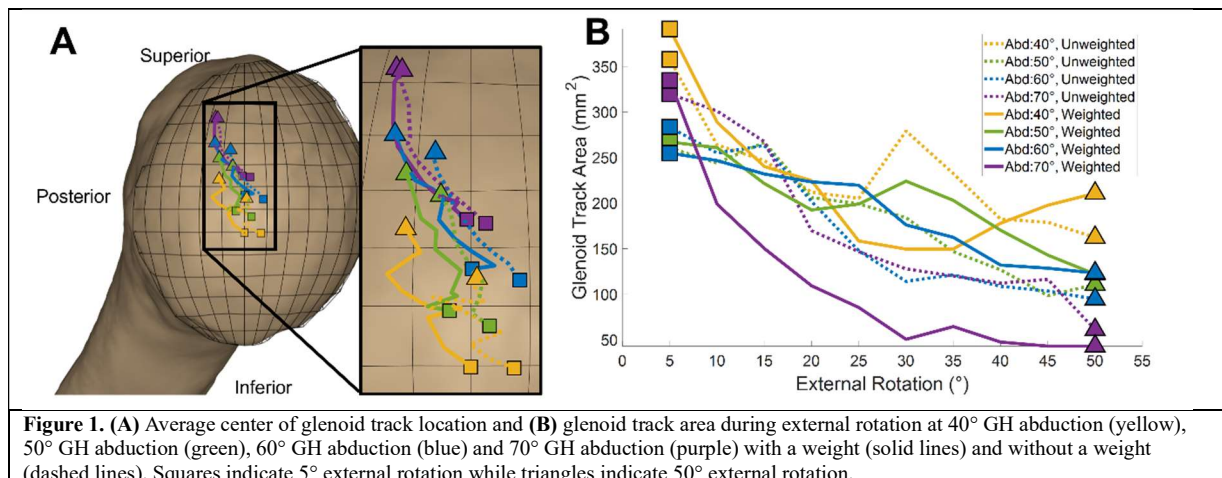 A
Superior
Posterior
Inferior
B
Glenoid Track Area (mm2)
350
300
250
200
150
100
50
0
5
10
15
20
25
30
35
40
45
50
55
External Rotation (°)
Abd:40°, Unweighted
Abd:50°, Unweighted
Abd:60°, Unweighted
Abd:70°, Unweighted
Abd:40°, Weighted
Abd:50°, Weighted
Abd:60°, Weighted
Abd:70°, Weighted
Figure 1. (A) Average center of glenoid track location and (B) glenoid track area during external rotation at 40° GH abduction (yellow),
50° GH abduction (green), 60° GH abduction (blue) and 70° GH abduction (purple) with a weight (solid lines) and without a weight
(dashed lines). Squares indicate 5° external rotation while triangles indicate 50° external rotation.